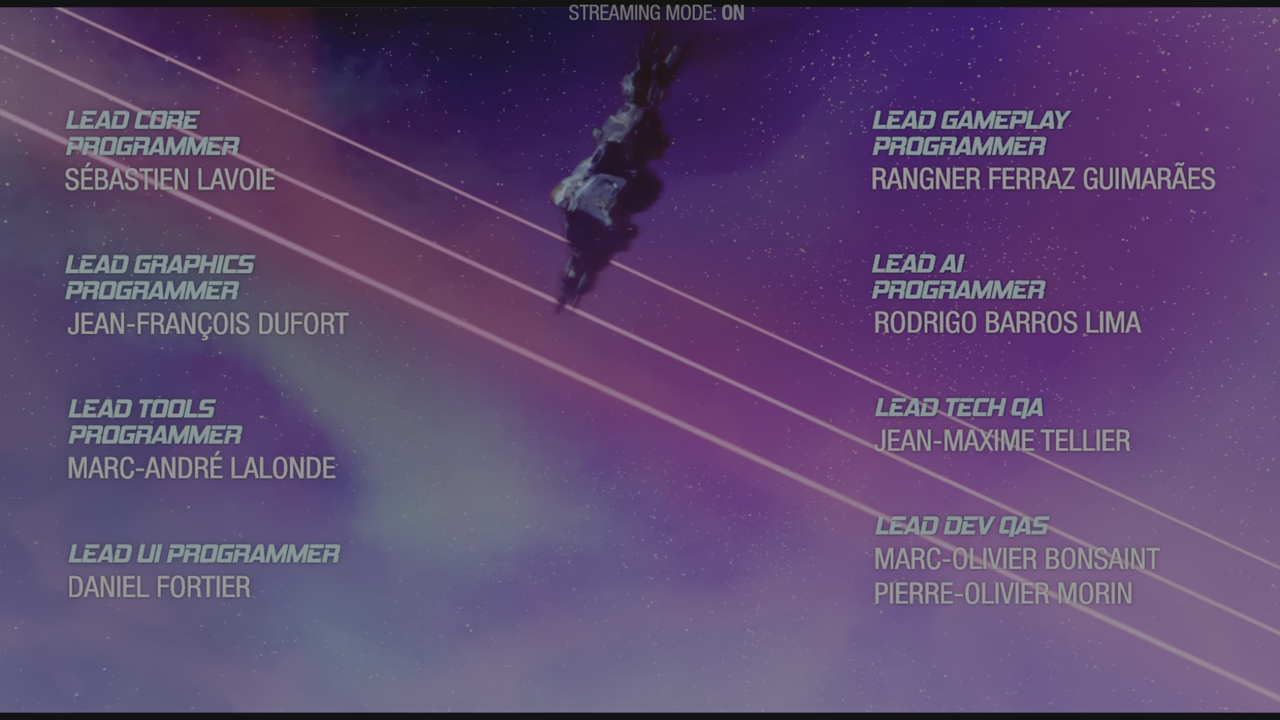 STREAMING MODE: ON
LEAD CORE
PROGRAMMER
SÉBASTIEN LAVOIE
LEAD GRAPHICS
PROGRAMMER
JEAN-FRANÇOIS DUFORT
LEAD TOOLS
PROGRAMMER
MARC-ANDRÉ LALONDE
LEAD UI PROGRAMMER
DANIEL FORTIER
LEAD GAMEPLAY
PROGRAMMER
RANGNER FERRAZ GUIMARÃES
LEAD AI
PROGRAMMER
RODRIGO BARROS LIMA
LEAD TECH QA
JEAN-MAXIME TELLIER
LEAD DEV QAS
MARC-OLIVIER BONSAINT
PIERRE-OLIVIER MORIN